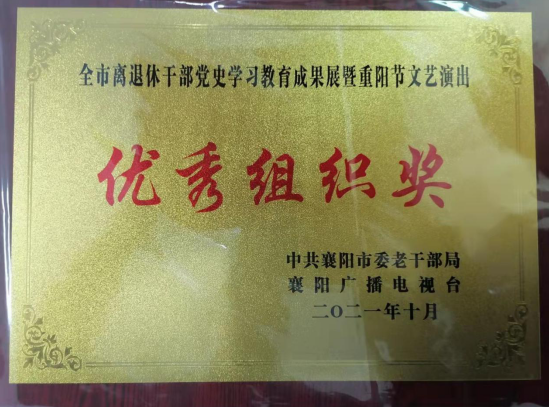 全市离退休干部党史学习教育成果展暨重阳节文艺演出
优秀组织奖
中共襄阳市委老干部局
襄阳广播电视台
二〇二一年十月